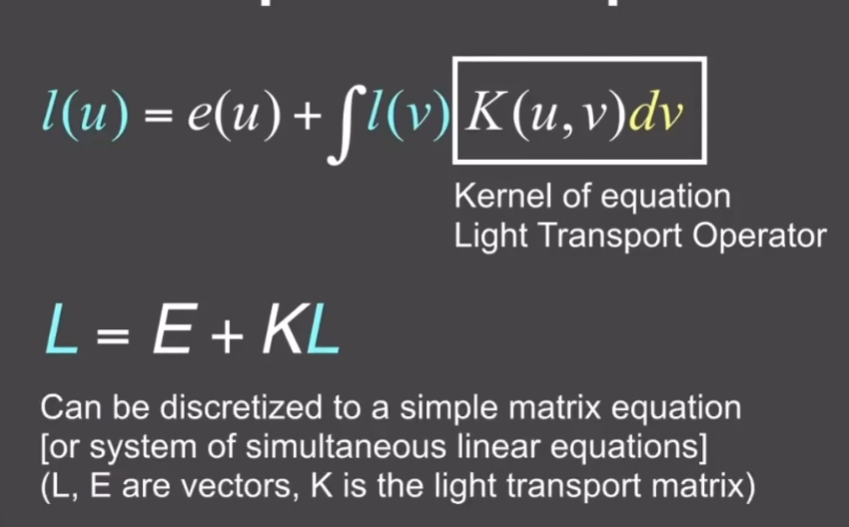 l(u) = e(u) + ∫l(v) K(u,v)dv
Kernel of equation
Light Transport Operator
L = E + KL
Can be discretized to a simple matrix equation
[or system of simultaneous linear equations]
(L, E are vectors, K is the light transport matrix)